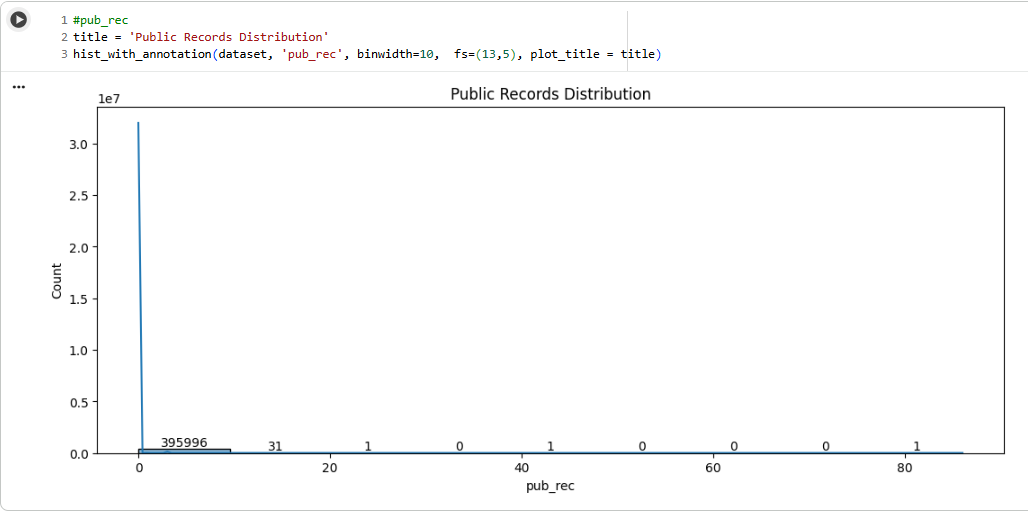 1 #pub_rec
2 title = 'Public Records Distribution'
3 hist_with_annotation(dataset, 'pub_rec', binwidth=10,  fs=(13,5), plot_title = title)
Public Records Distribution
1e7
3.0
2.5
2.0
1.5
1.0
0.5
0.0
Count
395996 31 1 0 1 0 0 0 1
0 20 40 60 80
pub_rec